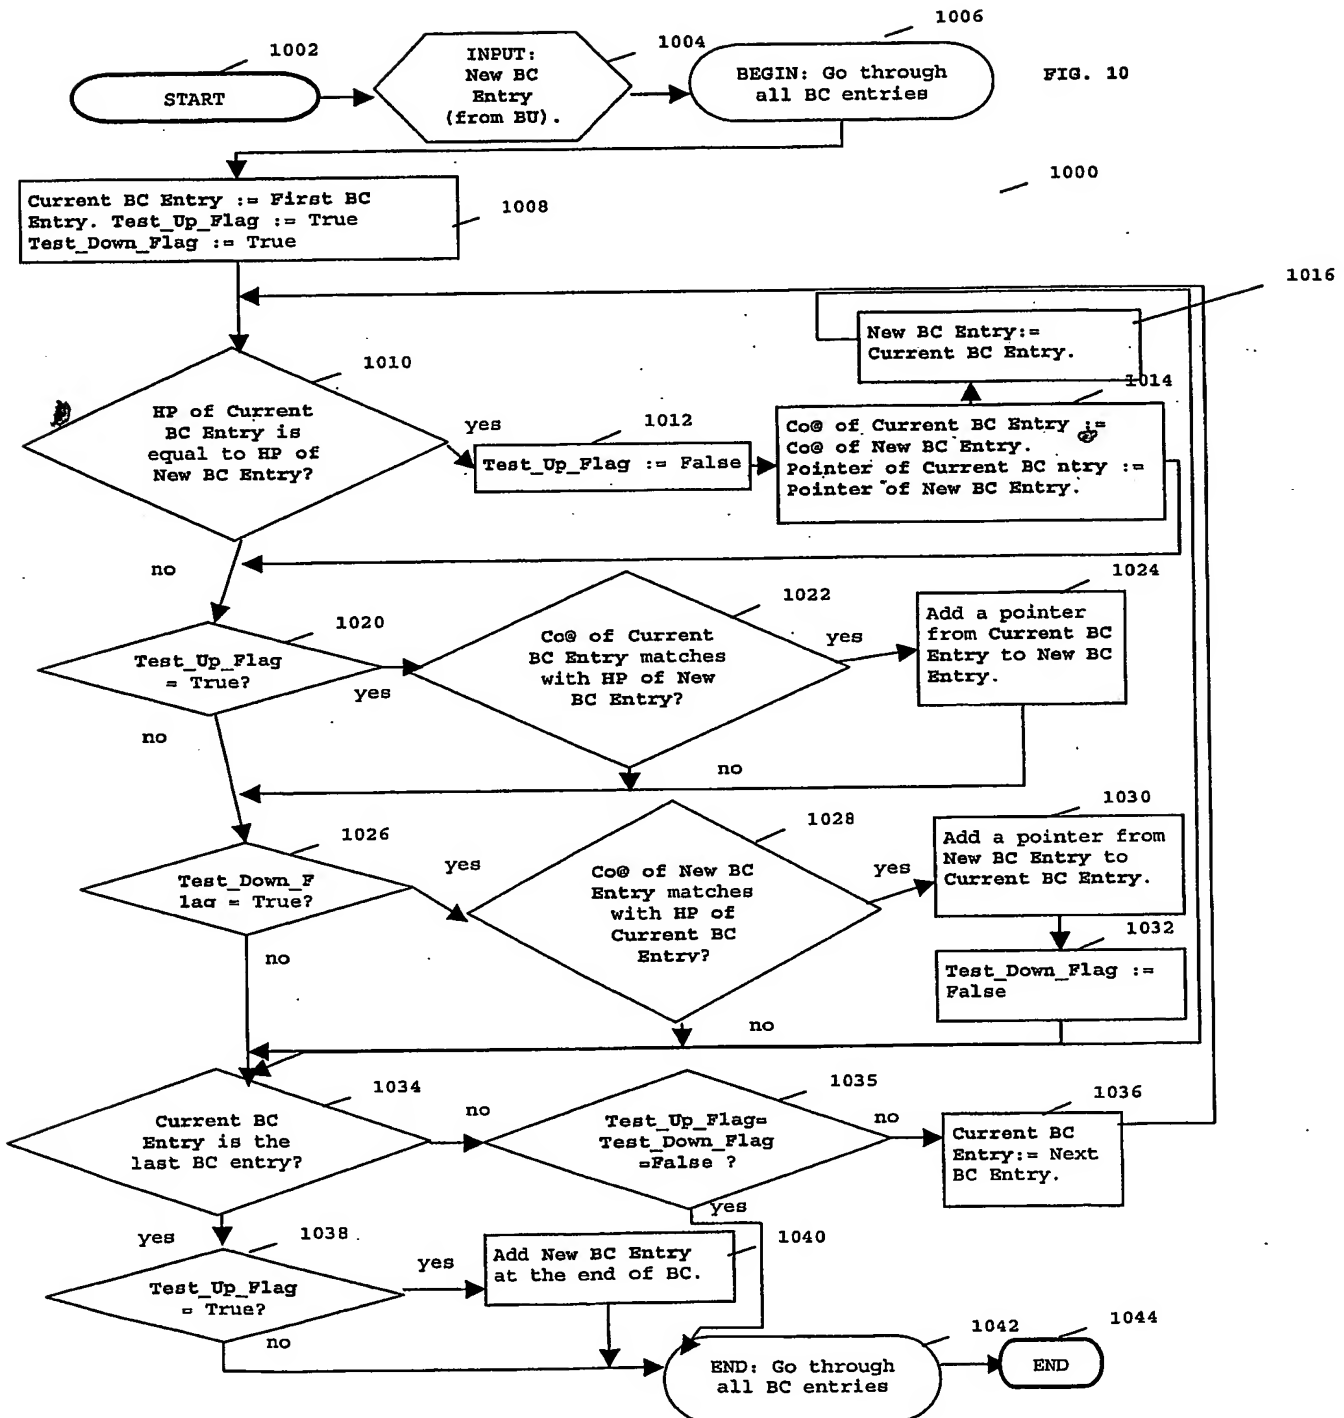 1006
1002
1004
INPUT:
New BC
Entry
(from BU).
START
BEGIN: Go through
all BC entries
FIG. 10
1000
Current BC Entry := First BC
Entry. Test_Up_Flag := True
Test_Down_Flag := True
1008
1016
New BC Entry:=
Current BC Entry.
1010
HP of Current
BC Entry is
equal to HP of
New BC Entry?
yes
1012
Test_Up_Flag := False
1014
Co@ of Current BC Entry :=
Co@ of New BC Entry.
Pointer of Current BC ntry :=
Pointer of New BC Entry.
no
1020
Test_Up_Flag
= True?
yes
1022
Co@ of Current
BC Entry matches
with HP of New
BC Entry?
yes
1024
Add a pointer
from Current BC
Entry to New BC
Entry.
no
no
1026
Test_Down_F
lag = True?
yes
1028
Co@ of New BC
Entry matches
with HP of
Current BC
Entry?
yes
1030
Add a pointer from
New BC Entry to
Current BC Entry.
no
1032
Test_Down_Flag :=
False
no
1034
Current BC
Entry is the
last BC entry?
no
1035
Test_Up_Flag=
Test_Down_Flag
=False ?
no
1036
Current BC
Entry:= Next
BC Entry.
yes
yes
1038
Test_Up_Flag
= True?
yes
Add New BC Entry
at the end of BC.
1040
no
1042
END: Go through
all BC entries
1044
END